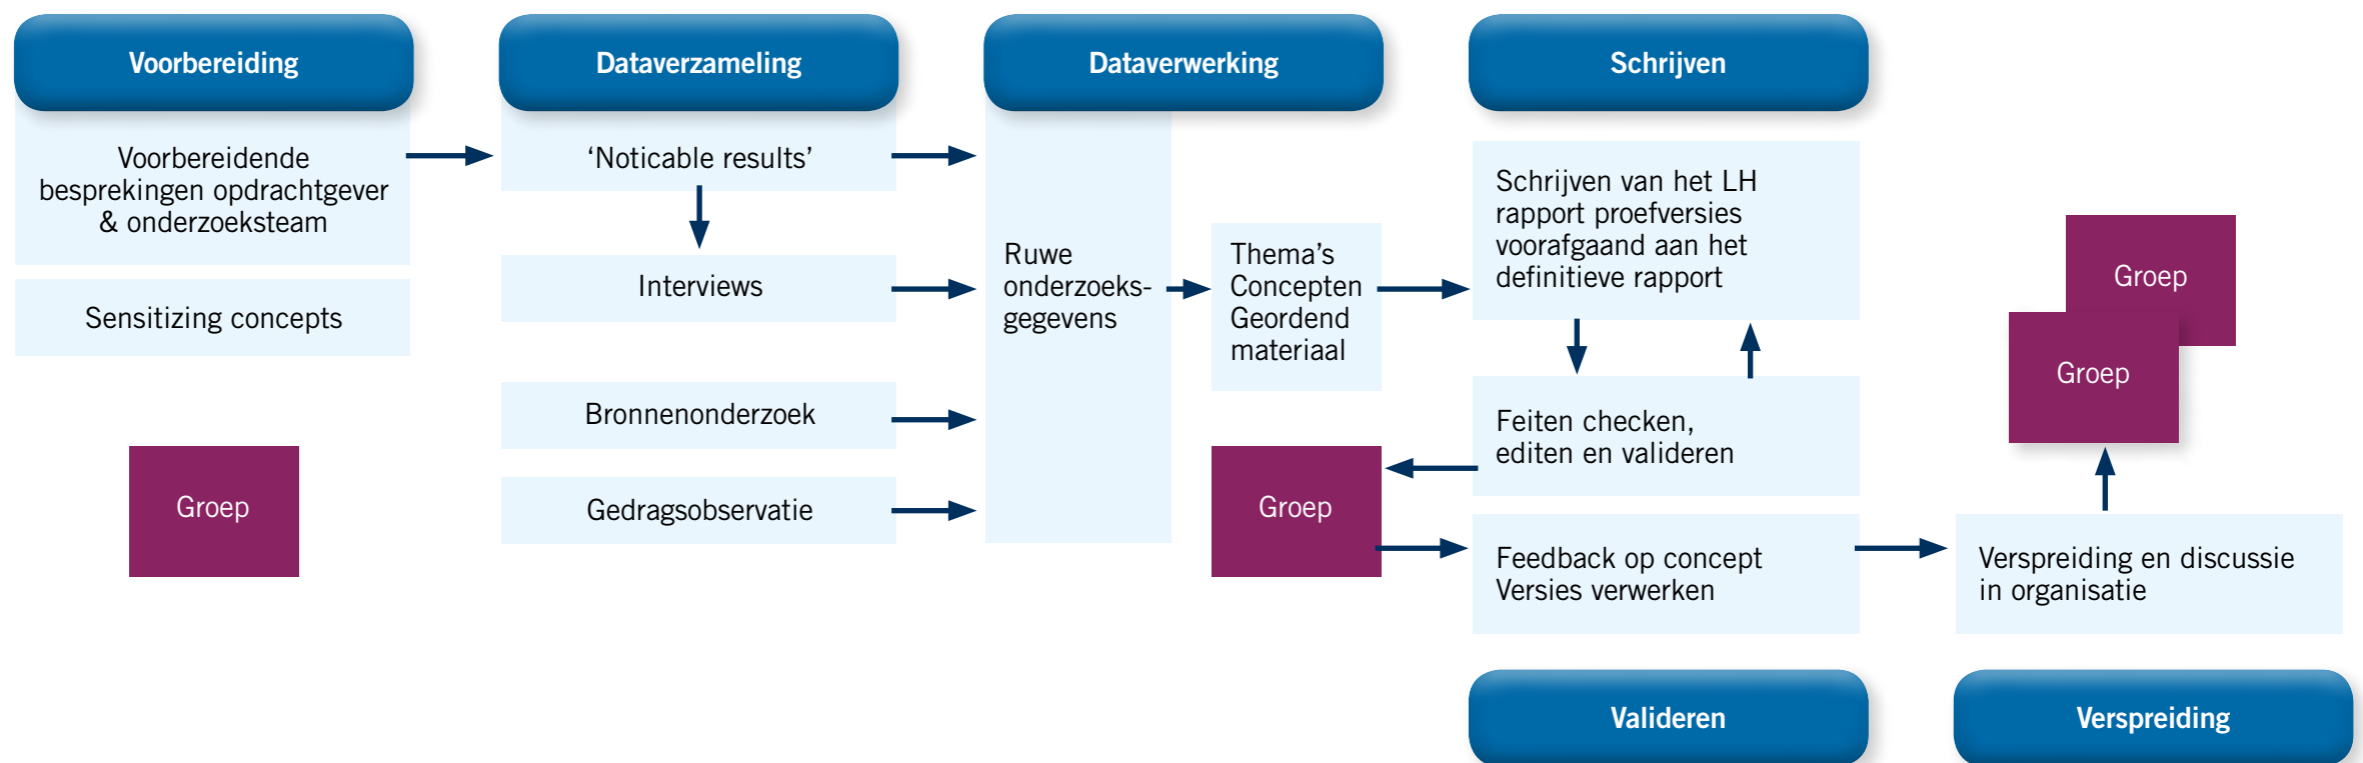 Voorbereiding
Voorbereidende
besprekingen opdrachtgever
& onderzoeksteam
Sensitizing concepts
Groep
Dataverzameling
‘Noticable results’
Interviews
Bronnenonderzoek
Gedragsobservatie
Dataverwerking
Ruwe
onderzoeks-
gegevens
Thema’s
Concepten
Geordend
materiaal
Groep
Schrijven
Schrijven van het LH
rapport proefversies
voorafgaand aan het
definitieve rapport
Feiten checken,
editen en valideren
Feedback op concept
Versies verwerken
Valideren
Groep
Groep
Verspreiding en discussie
in organisatie
Verspreiding